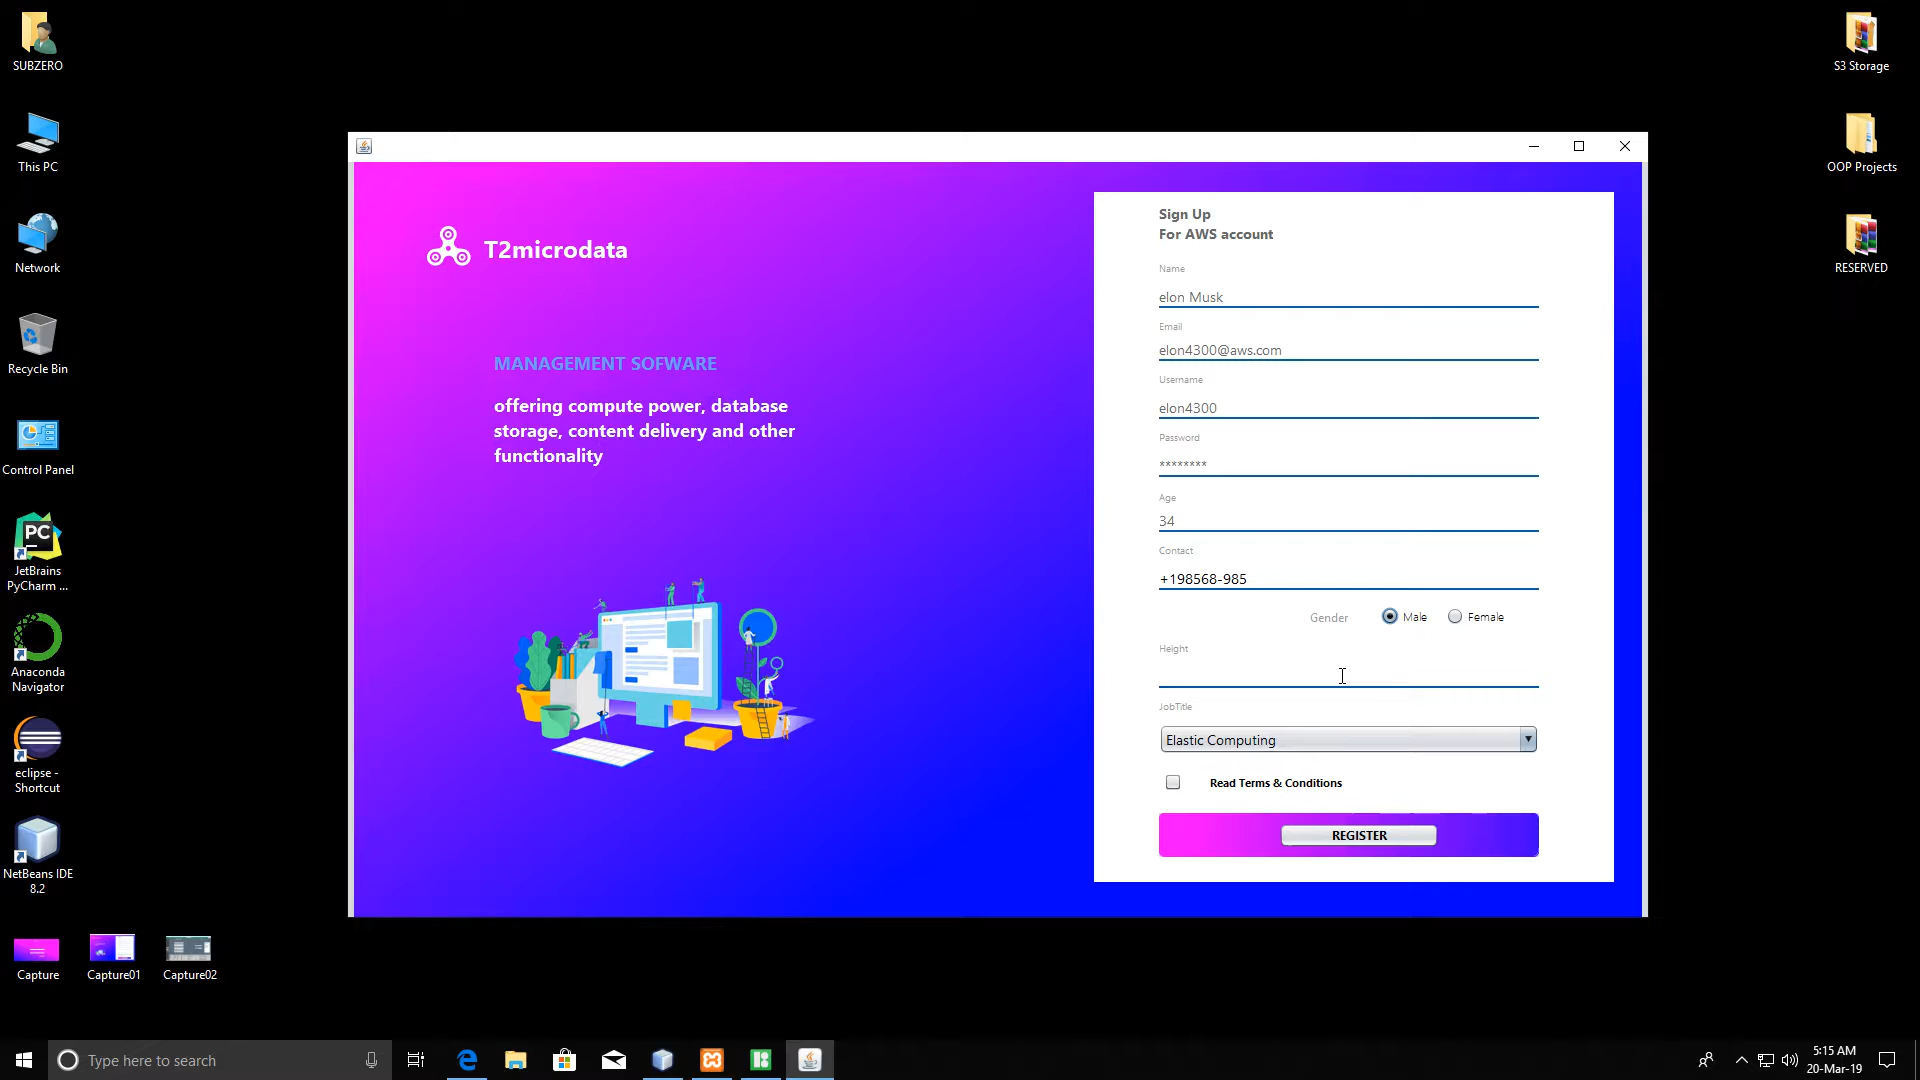 SUBZERO
This PC
Network
Recycle Bin
Control Panel
PC
JetBrains
PyCharm ...
Anaconda
Navigator
eclipse -
Shortcut
NetBeans IDE
8.2
Capture
Capture01
Capture02
S3 Storage
OOP Projects
RESERVED
T2microdata
MANAGEMENT SOFWARE
offering compute power, database
storage, content delivery and other
functionality
Sign Up
For AWS account
Name
elon Musk
Email
elon4300@aws.com
Username
elon4300
Password
********
Age
34
Contact
+198568-985
Gender
Male
Female
Height
JobTitle
Elastic Computing
Read Terms & Conditions
REGISTER
Type here to search
5:15 AM
20-Mar-19